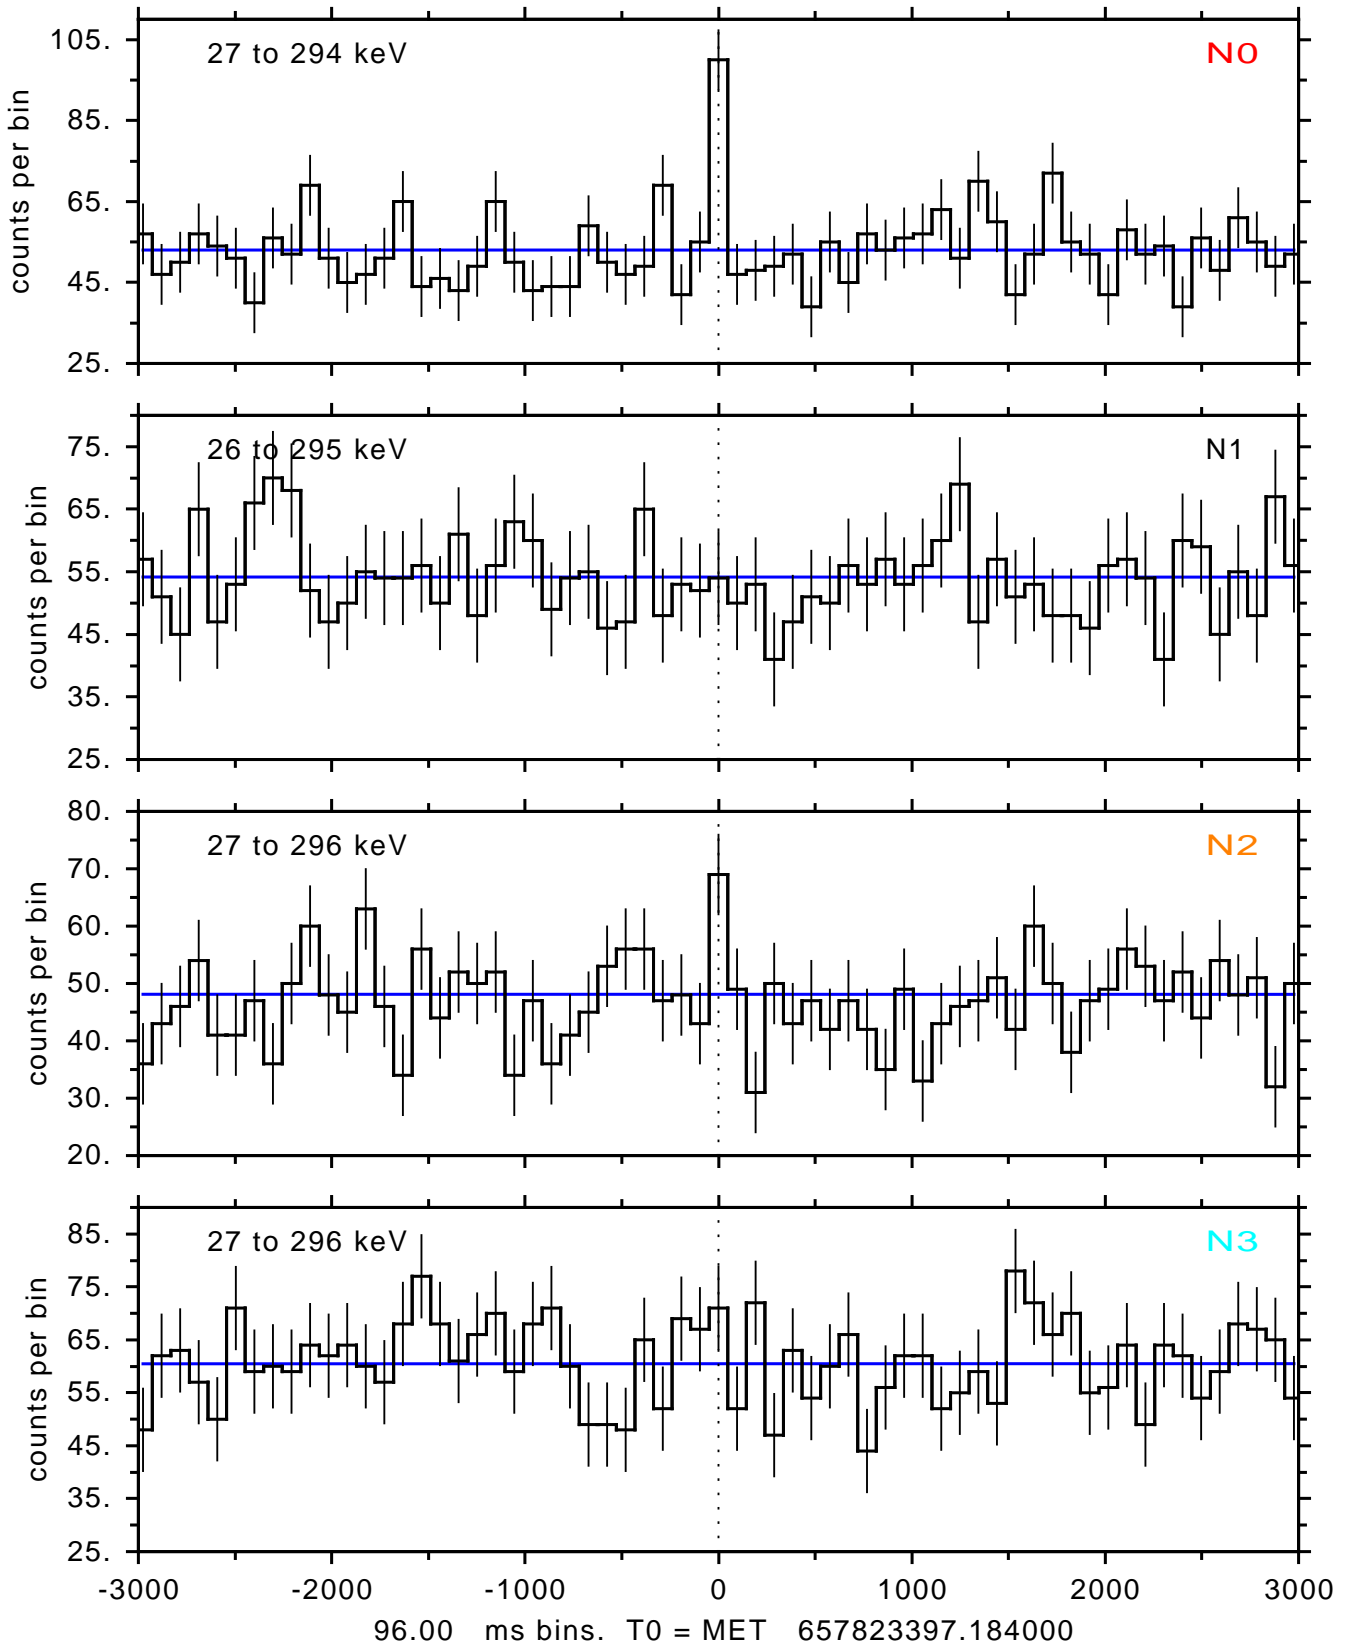 27 to 294 keV N0
105.
85.
65.
45.
25.
counts per bin
26 to 295 keV N1
75.
65.
55.
45.
35.
25.
counts per bin
27 to 296 keV N2
80.
70.
60.
50.
40.
30.
20.
counts per bin
27 to 296 keV N3
85.
75.
65.
55.
45.
35.
25.
counts per bin
-3000 -2000 -1000 0 1000 2000 3000
96.00 ms bins. T0 = MET 657823397.184000